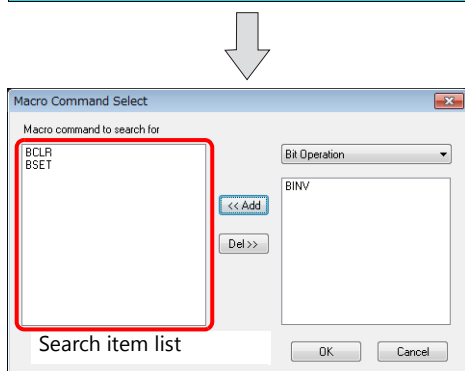 Macro Command Select
Macro command to search for
BCLR
BSET
Bit Operation
BINV
<< Add
Del >>
Search item list
OK
Cancel